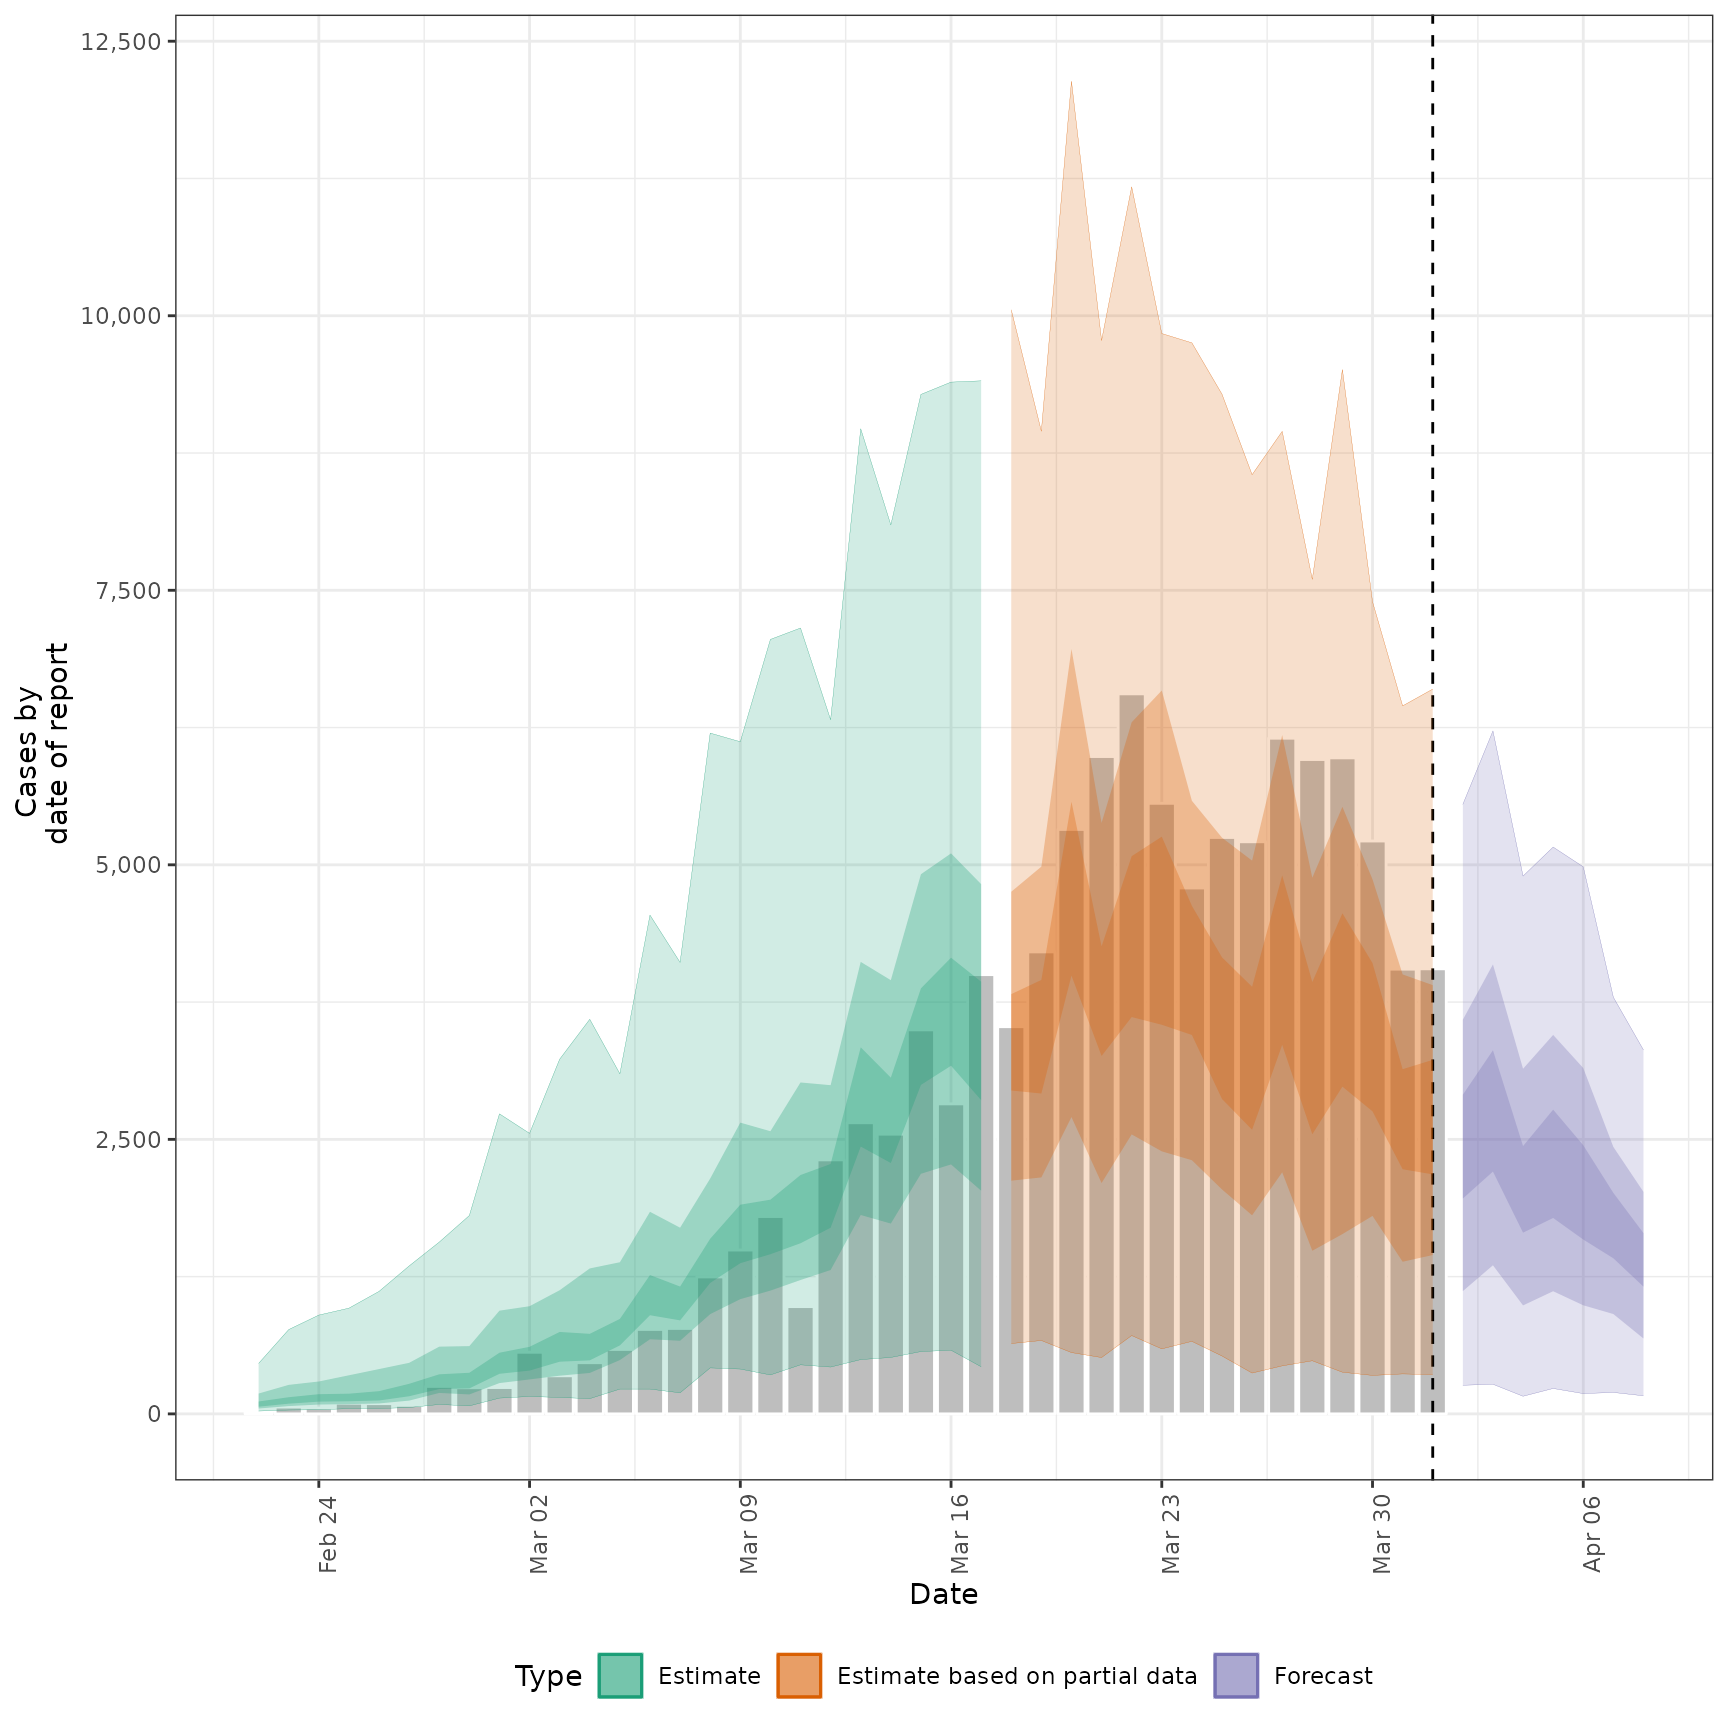 12,500
10,000
7,500
5,000
2,500
0
Cases by
date of report
Feb 24
Mar 02
Mar 09
Mar 16
Mar 23
Mar 30
Apr 06
Date
Type
Estimate
Estimate based on partial data
Forecast